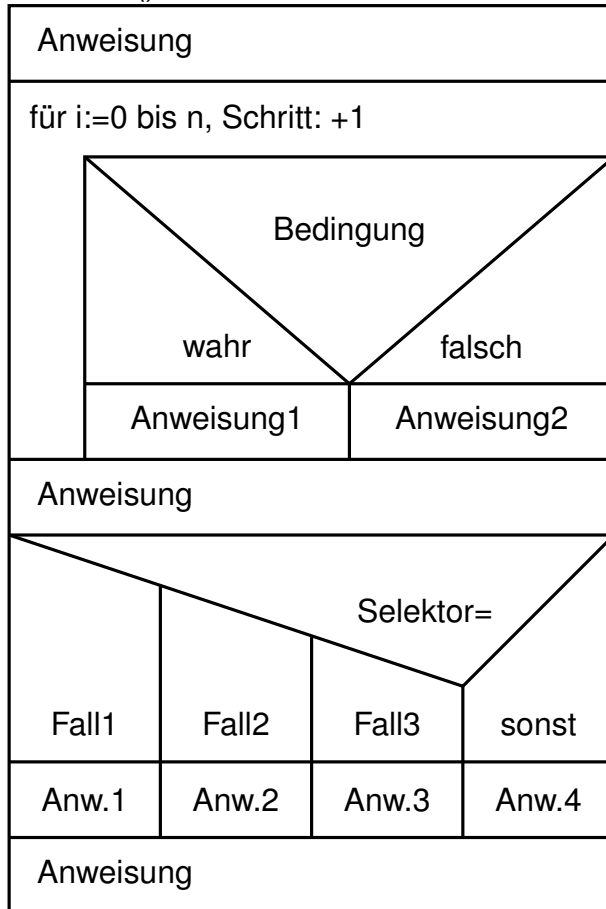 Anweisung
für i:=0 bis n, Schritt: +1
Bedingung
wahr falsch
Anweisung1 Anweisung2
Anweisung
Selektor=
Fall1 Fall2 Fall3 sonst
Anw.1 Anw.2 Anw.3 Anw.4
Anweisung